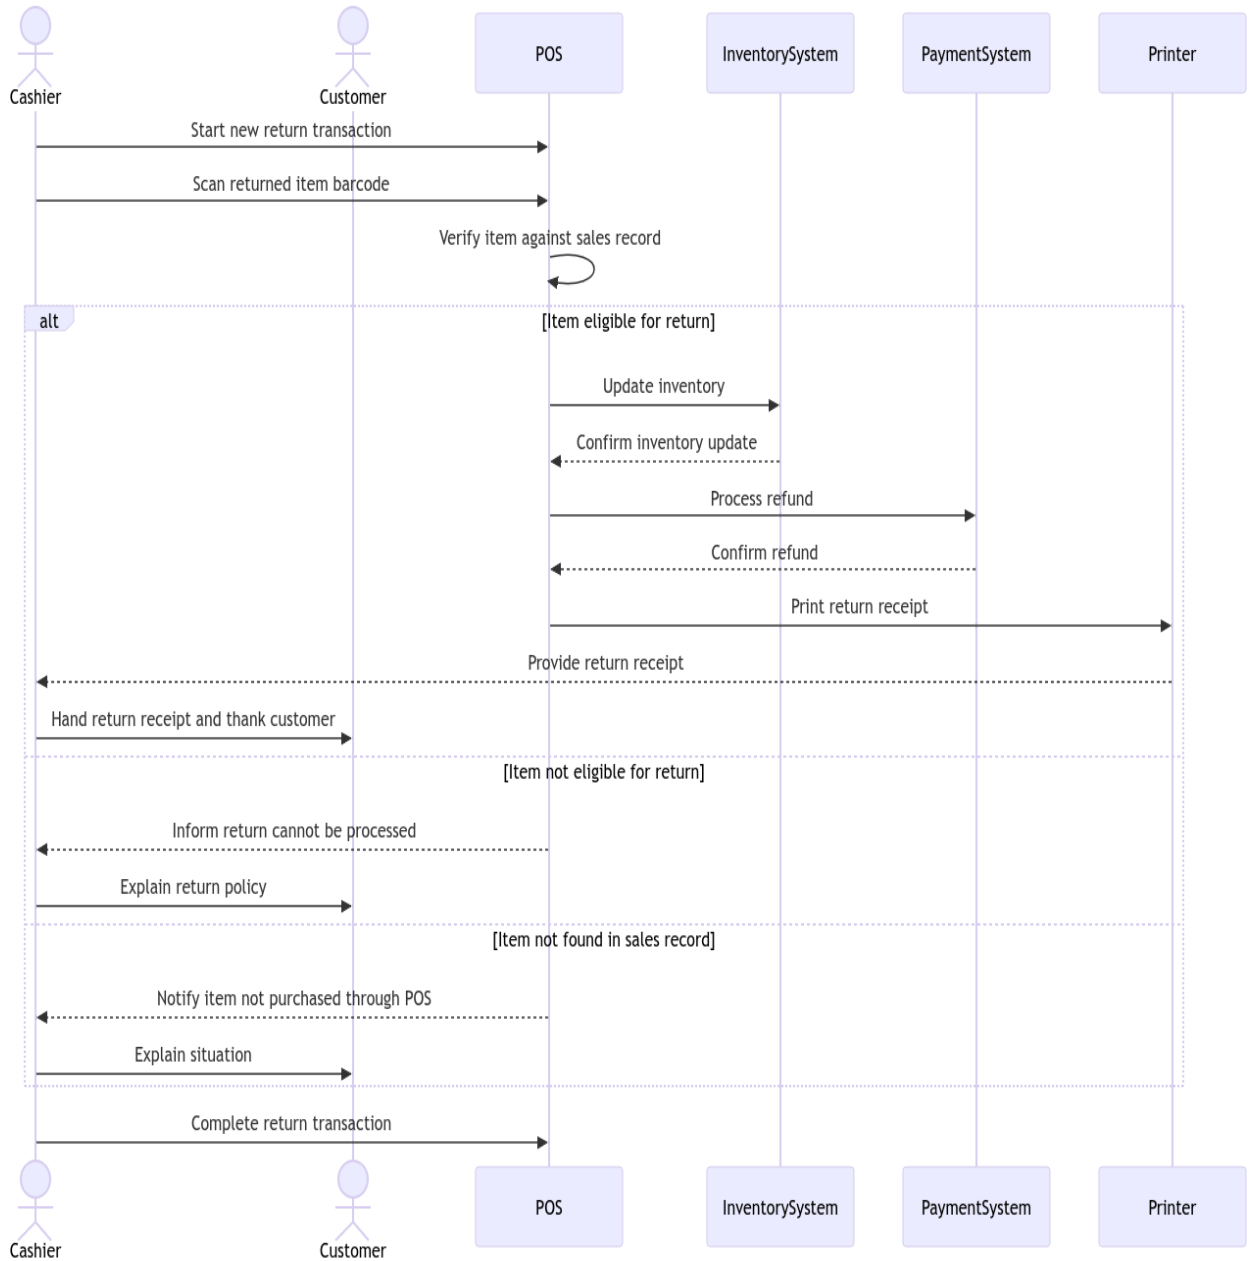 Cashier
Customer
POS
InventorySystem
PaymentSystem
Printer
Start new return transaction
Scan returned item barcode
Verify item against sales record
alt
[Item eligible for return]
Update inventory
Confirm inventory update
Process refund
Confirm refund
Print return receipt
Provide return receipt
Hand return receipt and thank customer
[Item not eligible for return]
Inform return cannot be processed
Explain return policy
[Item not found in sales record]
Notify item not purchased through POS
Explain situation
Complete return transaction
Cashier
Customer
POS
InventorySystem
PaymentSystem
Printer